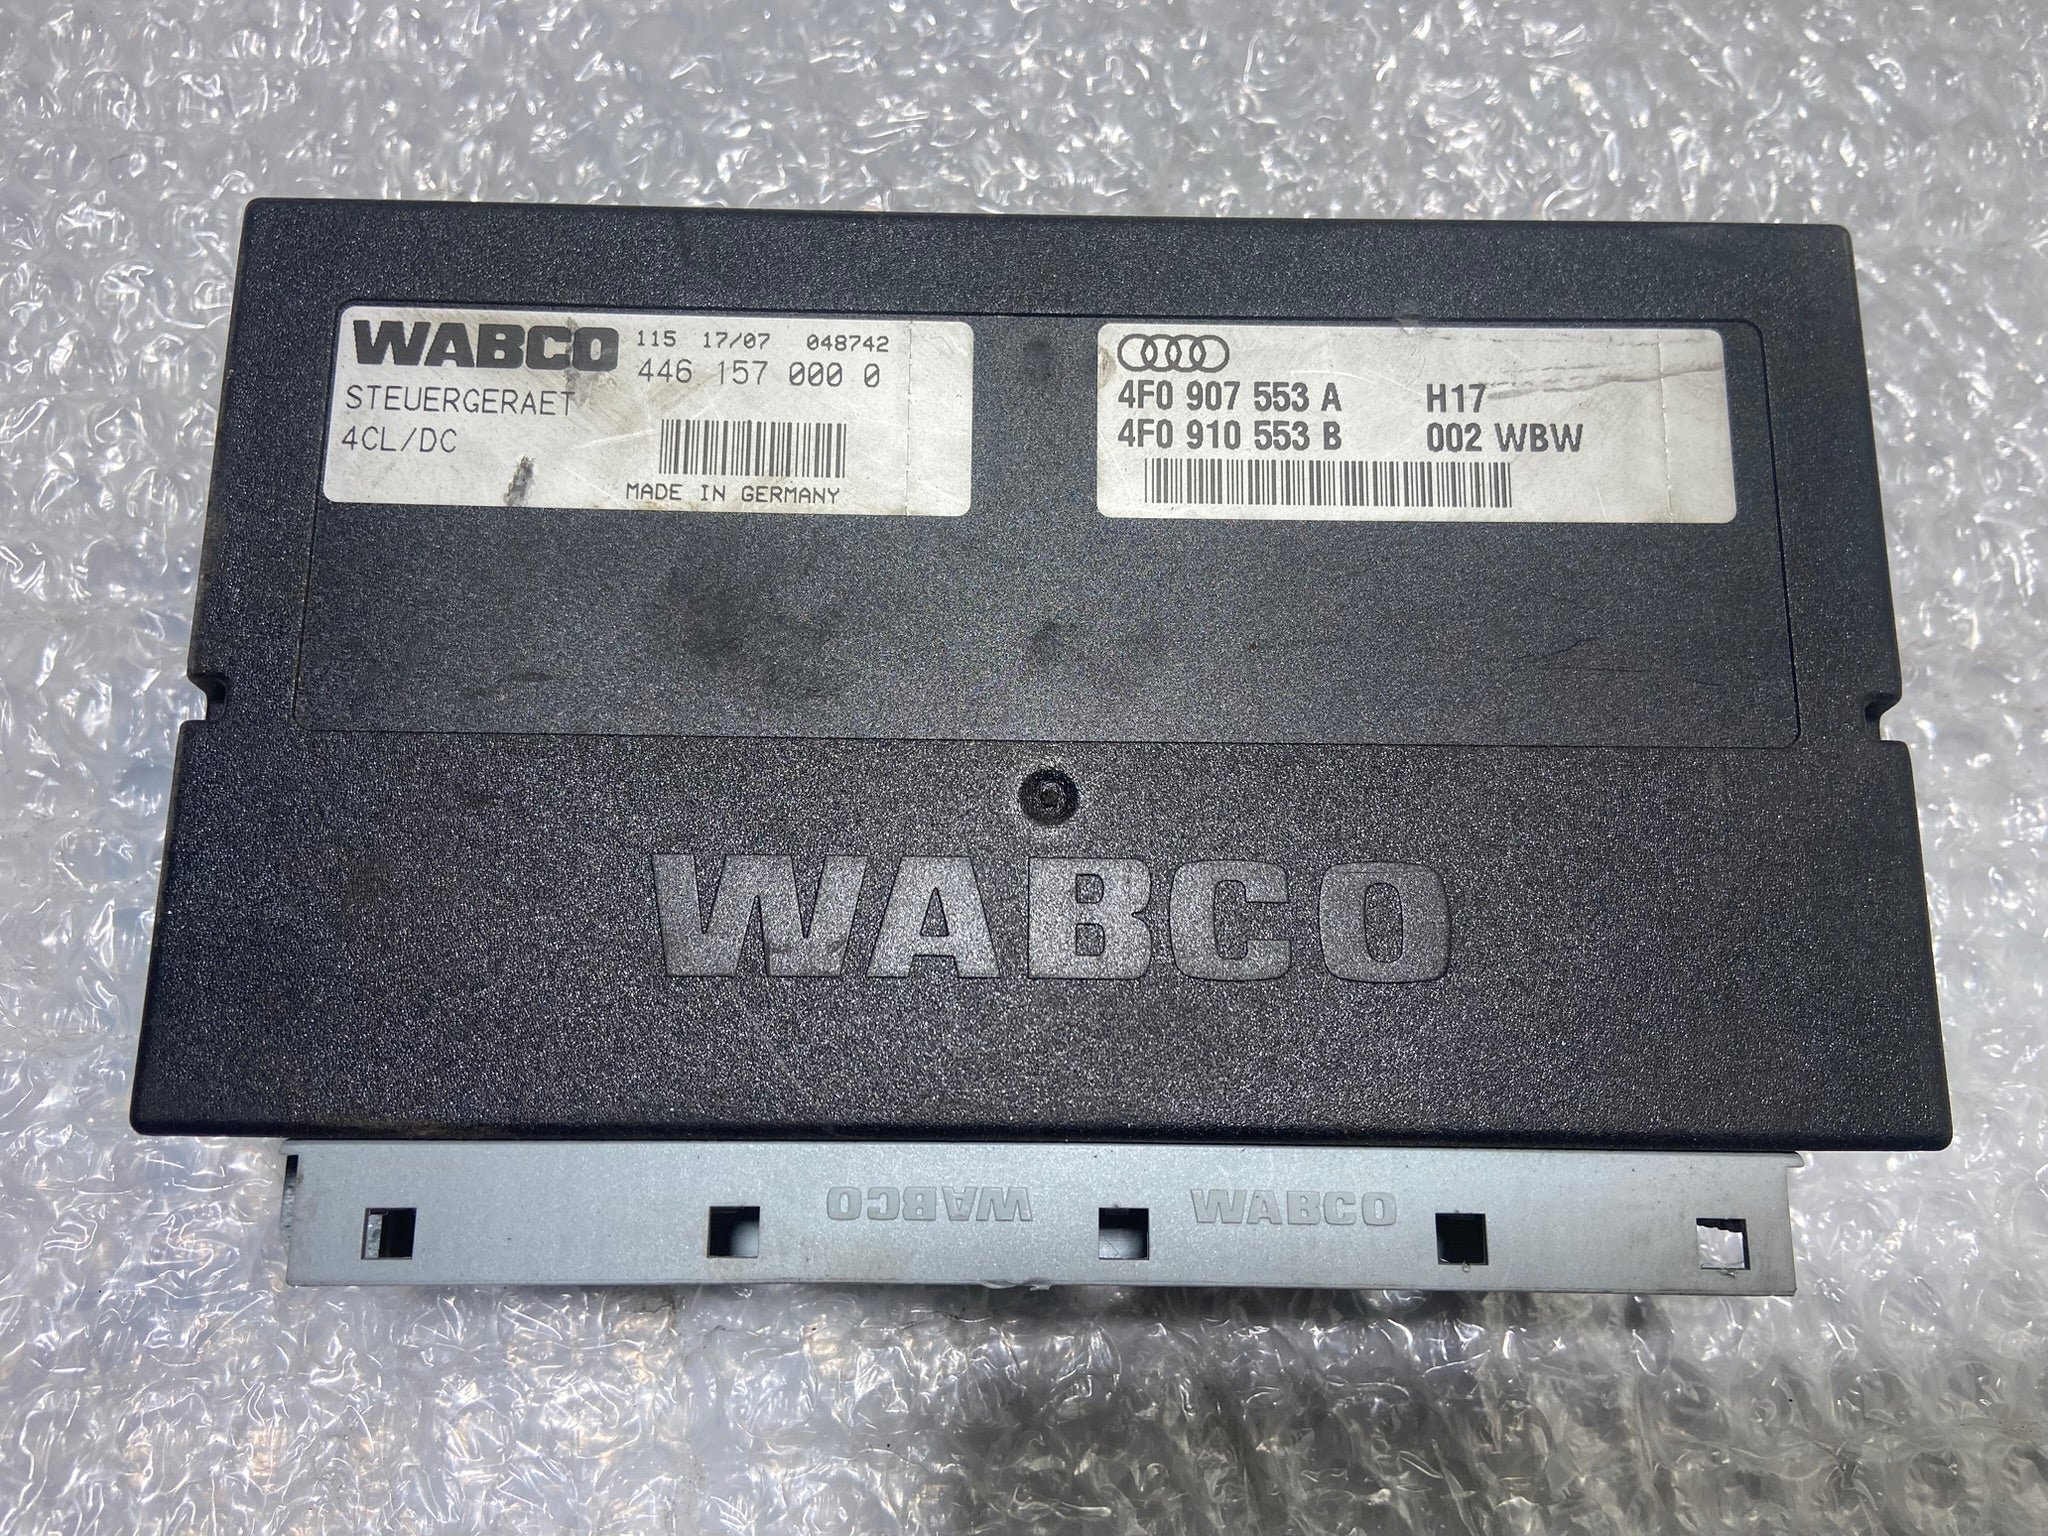 WABCO 115 17/07 048742
446 157 000 0
STEUERGERAET
4CL/DC
MADE IN GERMANY
4F0 907 553 A H17
4F0 910 553 B 002 WBW
WABCO
WABCO WABCO